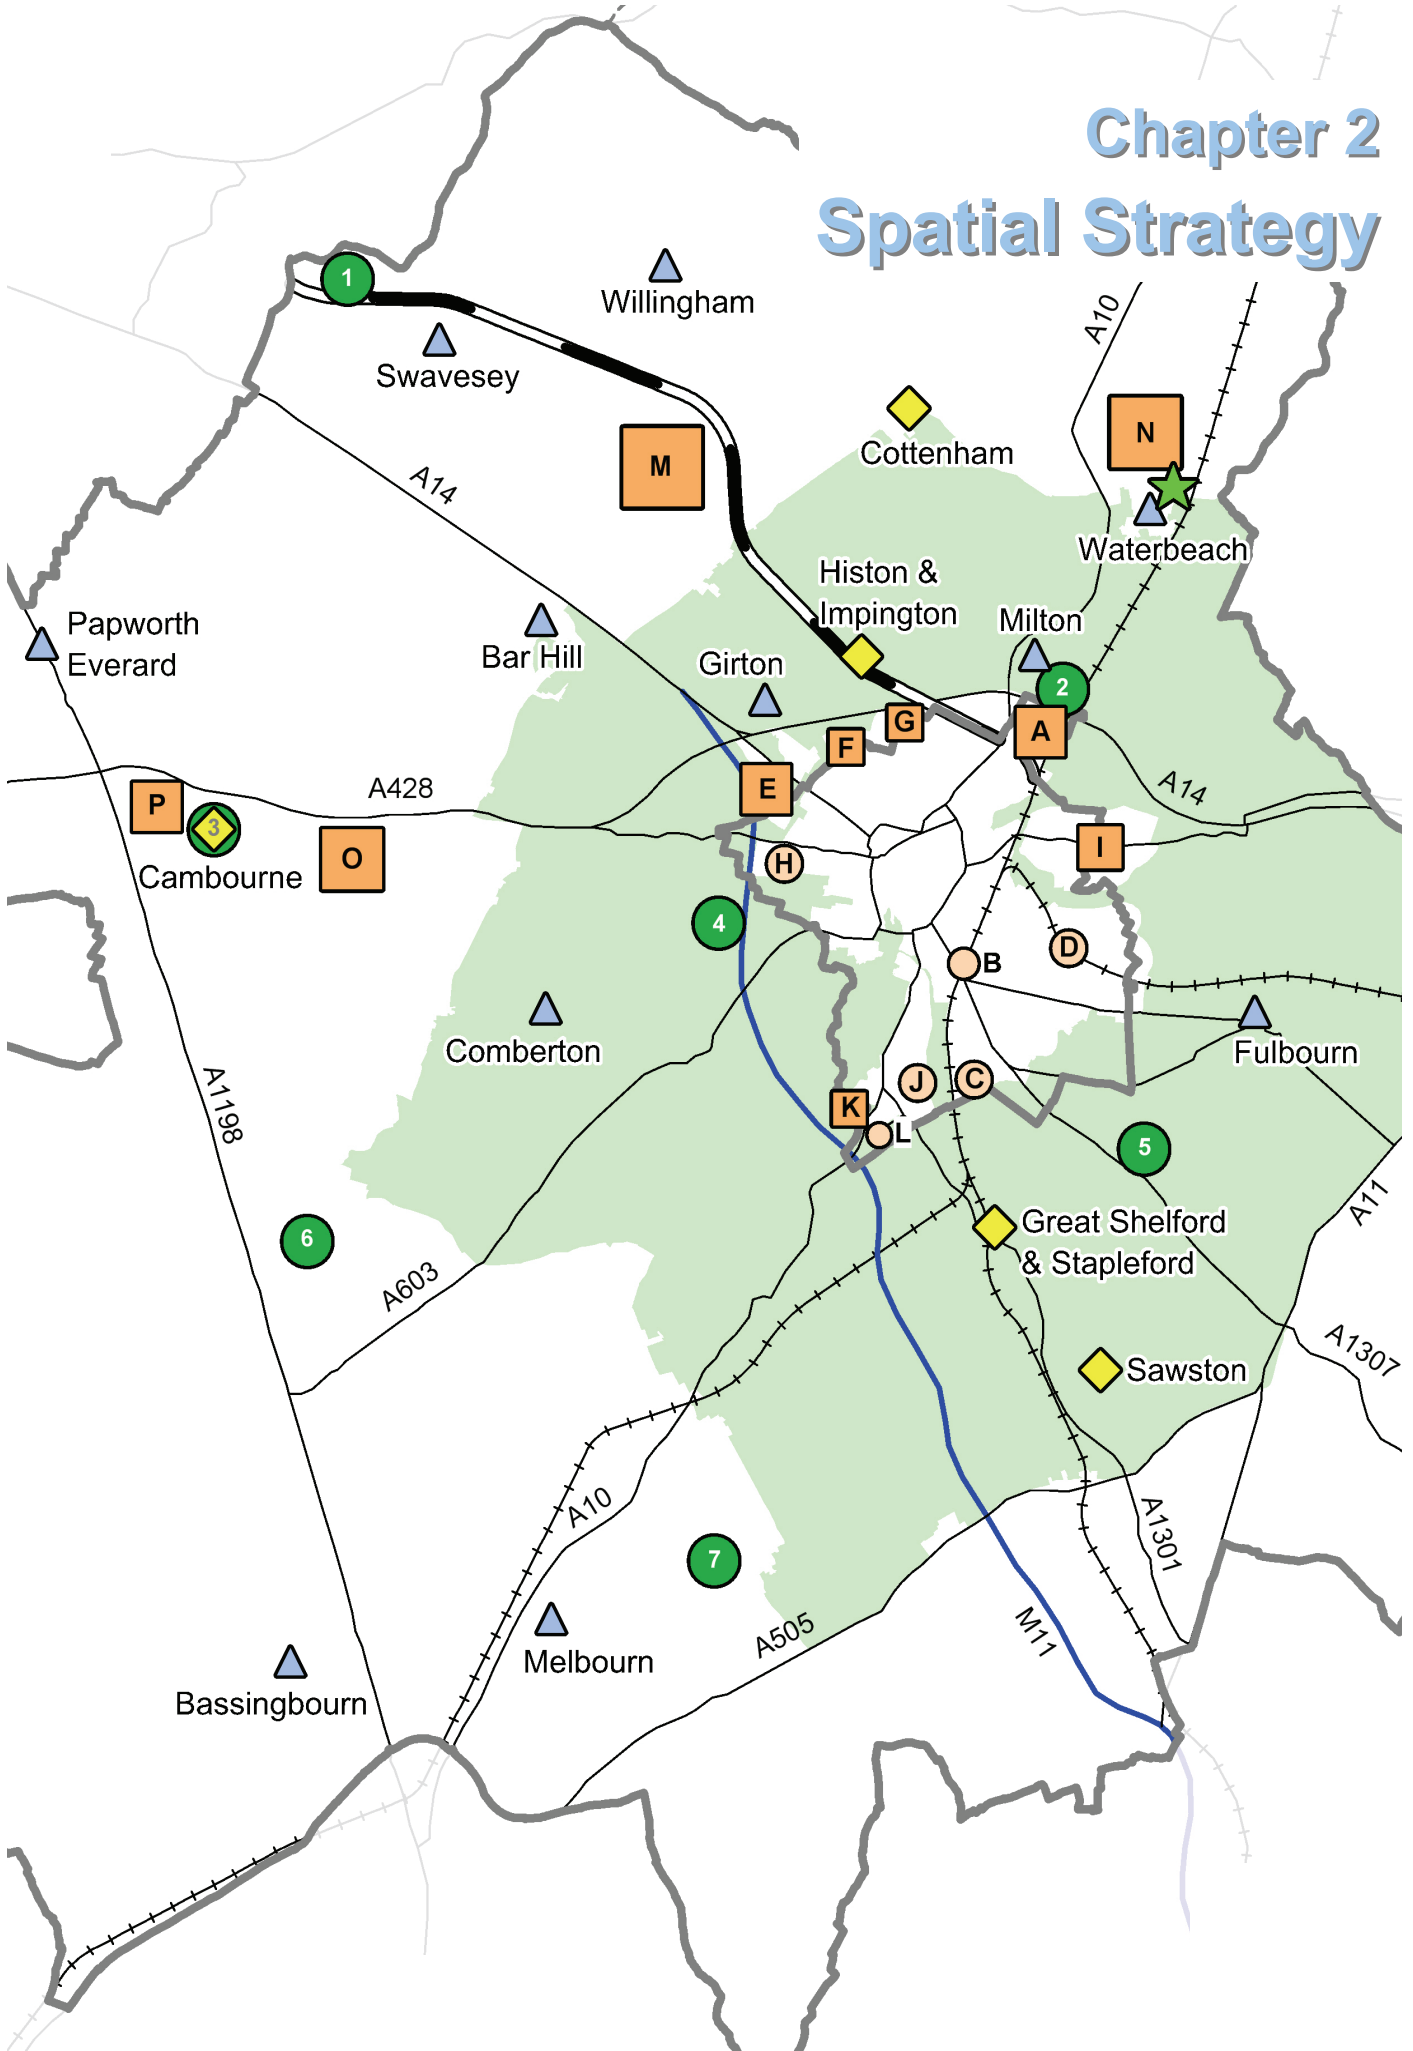 Chapter 2
Spatial Strategy
1
Willingham
A10
Swavesey
Cottenham
N
M
A14
Waterbeach
Histon &
Impington
Papworth
Everard
Bar Hill
Milton
Girton
2
G
A
F
A428
E
A14
P
3
O
I
Cambourne
H
4
B
D
Comberton
Fulbourn
A1198
J
C
K
L
5
A11
6
Great Shelford
& Stapleford
A603
A1307
Sawston
A10
A1301
7
A505
M11
Melbourn
Bassingbourn